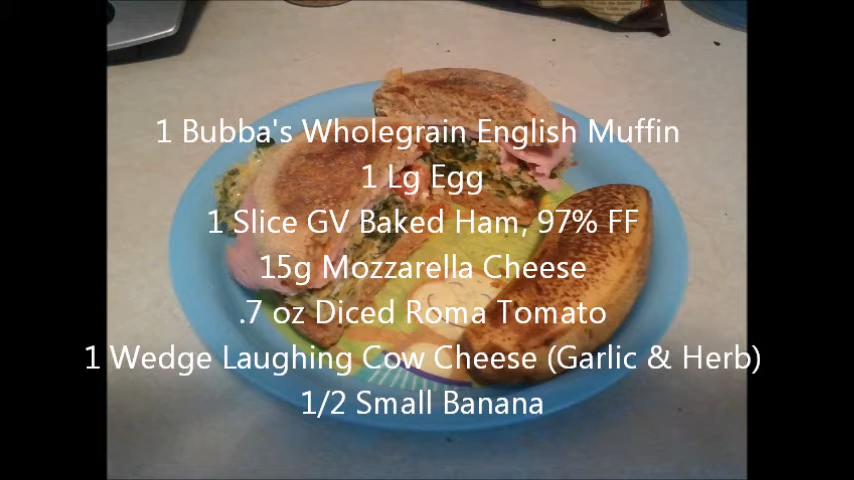 1 Bubba's Wholegrain English Muffin
1 Lg Egg
1 Slice GV Baked Ham, 97% FF
15g Mozzarella Cheese
.7 oz Diced Roma Tomato
1 Wedge Laughing Cow Cheese (Garlic & Herb)
1/2 Small Banana